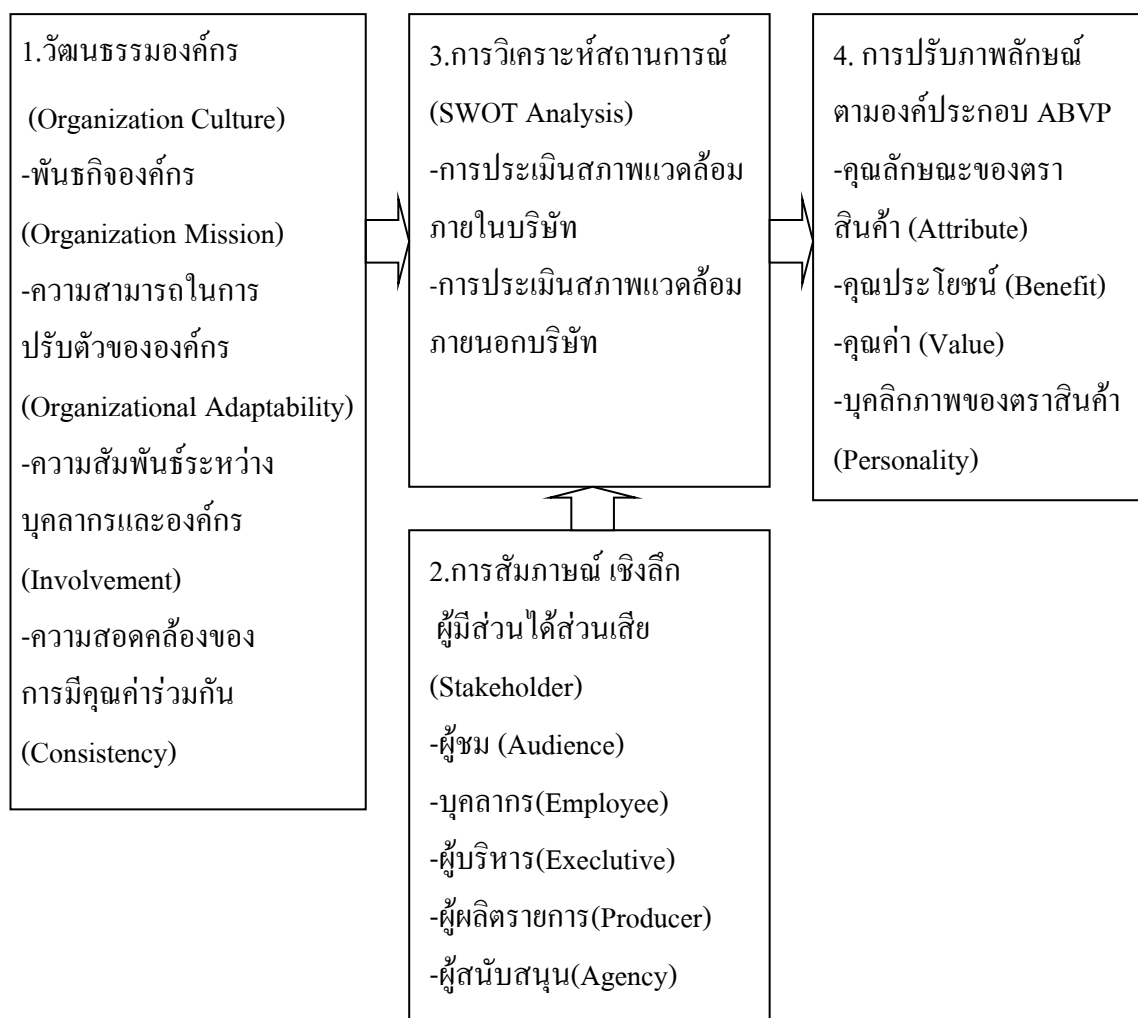 1.วัฒนธรรมองค์กร
(Organization Culture)
-พันธกิจองค์กร
(Organization Mission)
-ความสามารถในการ
ปรับตัวขององค์กร
(Organizational Adaptability)
-ความสัมพันธ์ระหว่าง
บุคลากรและองค์กร
(Involvement)
-ความสอดคล้องของ
การมีคุณค่าร่วมกัน
(Consistency)
2.การสัมภาษณ์ เชิงลึก
ผู้มีส่วนได้ส่วนเสีย
(Stakeholder)
-ผู้ชม (Audience)
-บุคลากร(Employee)
-ผู้บริหาร(Execlutive)
-ผู้ผลิตรายการ(Producer)
-ผู้สนับสนุน(Agency)
3.การวิเคราะห์สถานการณ์
(SWOT Analysis)
-การประเมินสภาพแวดล้อม
ภายในบริษัท
-การประเมินสภาพแวดล้อม
ภายนอกบริษัท
4. การปรับภาพลักษณ์
ตามองค์ประกอบ ABVP
-คุณลักษณะของตรา
สินค้า (Attribute)
-คุณประโยชน์ (Benefit)
-คุณค่า (Value)
-บุคลิกภาพของตราสินค้า
(Personality)